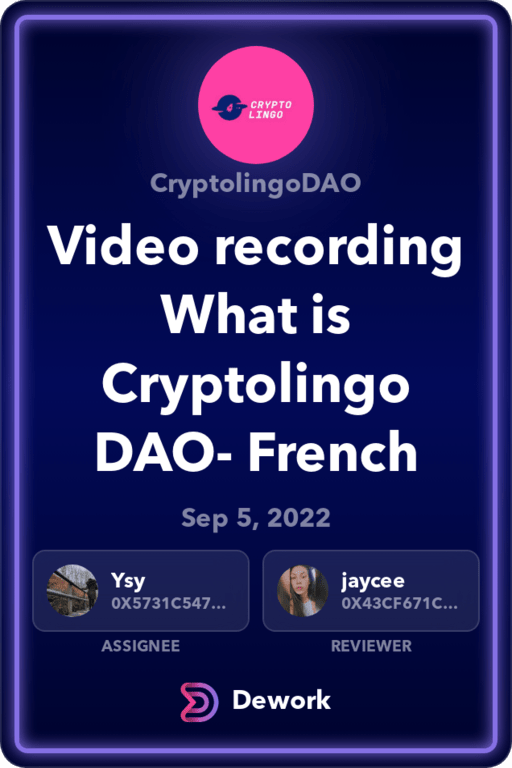 CRYPTO
LINGO
CryptolingoDAO
Video recording
What is
Cryptolingo
DAO- French
Sep 5, 2022
Ysy
0X5731C547...
jaycee
0X43CF671C...
ASSIGNEE
REVIEWER
Dework